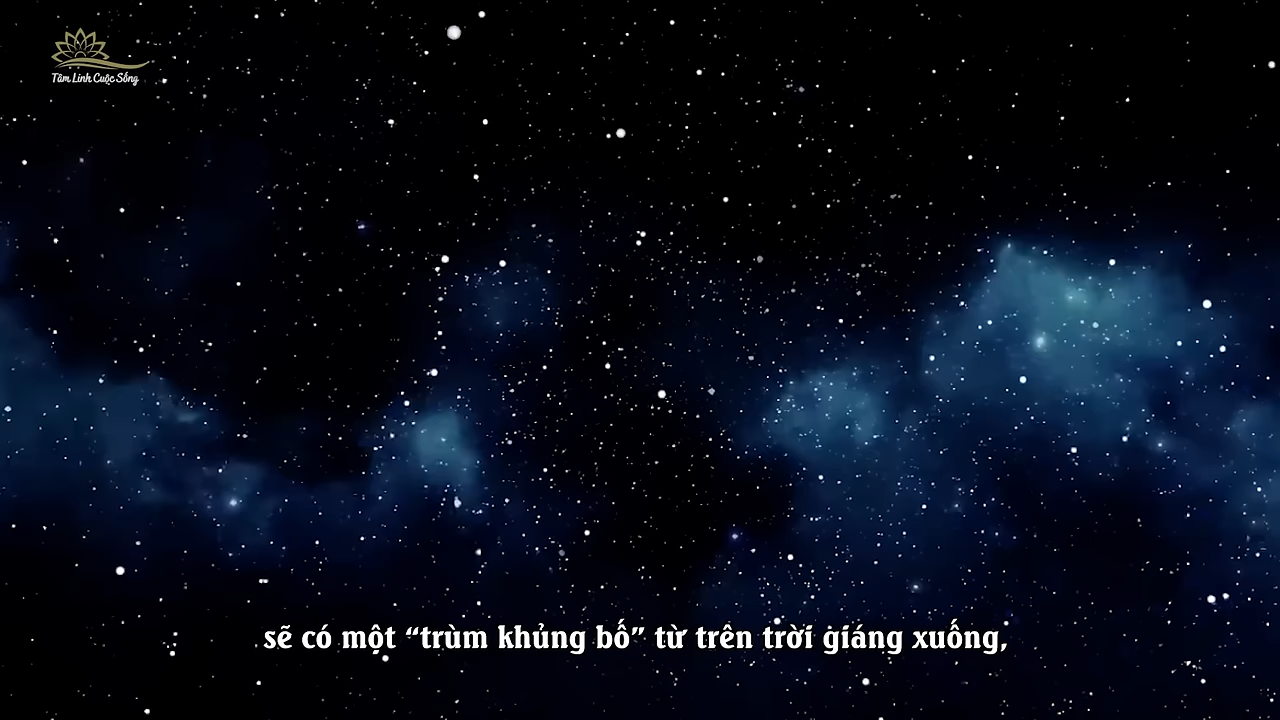 Tâm Linh Cuộc Sống
sẽ có một “trùm khủng bố” từ trên trời giáng xuống,